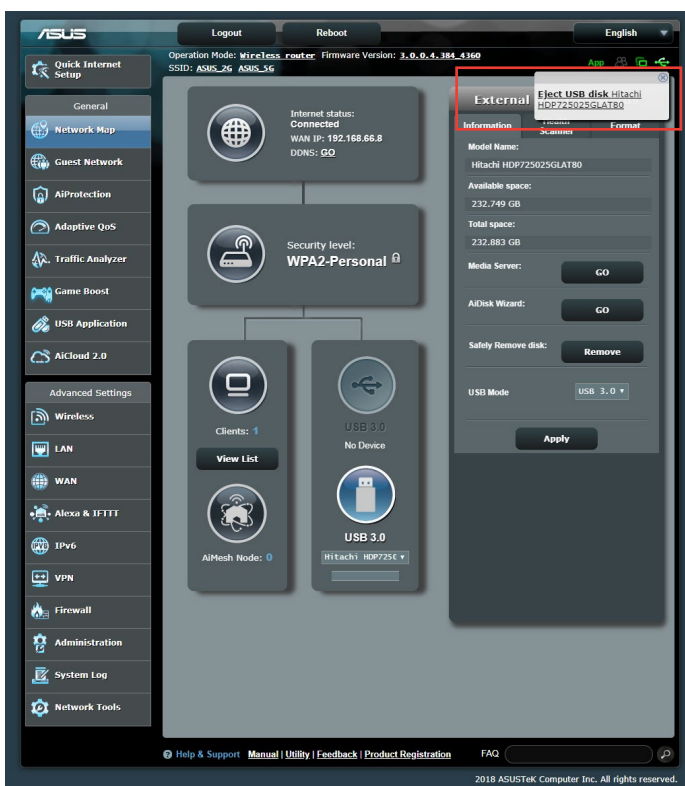 ASUS
Logout
Reboot
English
Quick Internet
Setup
Operation Mode: Wireless router Firmware Version: 3.0.0.4.384_4360
SSID: ASUS_2G ASUS_5G
App
General
Network Map
Guest Network
AiProtection
Adaptive QoS
Traffic Analyzer
Game Boost
USB Application
AiCloud 2.0
Advanced Settings
Wireless
LAN
WAN
Alexa & IFTTT
IPv6
VPN
Firewall
Administration
System Log
Network Tools
Internet status:
Connected
WAN IP: 192.168.66.8
DDNS: GO
Security level:
WPA2-Personal
Clients: 1
View List
AiMesh Node: 0
USB 3.0
No Device
USB 3.0
Hitachi HDP725C
External
Eject USB disk Hitachi
HDP725025GLAT80
Information
Health
Scanner
Format
Model Name:
Hitachi HDP725025GLAT80
Available space:
232.749 GB
Total space:
232.883 GB
Media Server:
GO
AiDisk Wizard:
GO
Safely Remove disk:
Remove
USB Mode
USB 3.0
Apply
Help & Support Manual | Utility | Feedback | Product Registration
FAQ
2018 ASUSTeK Computer Inc. All rights reserved.